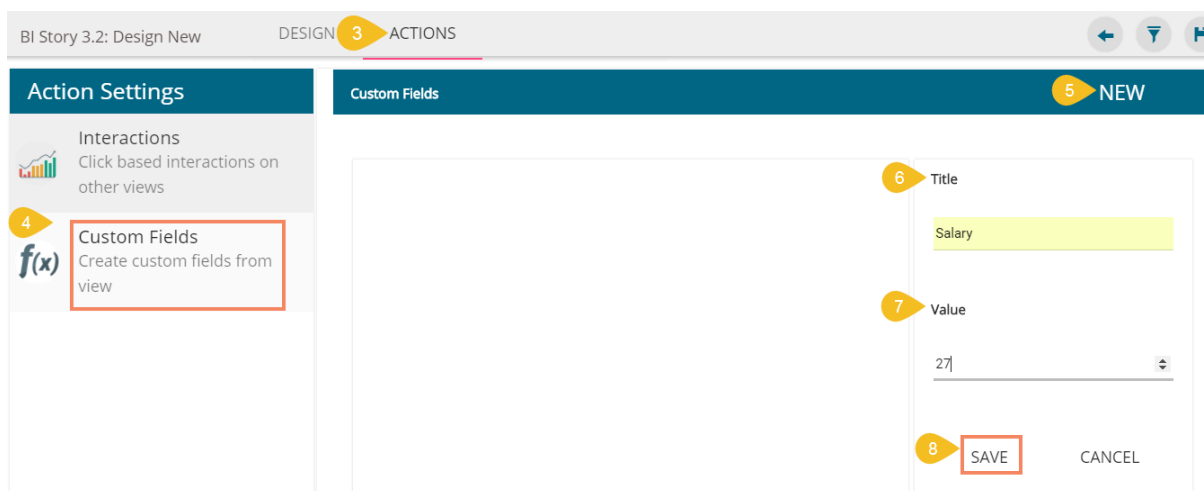 BI Story 3.2: Design New
DESIGN
3
ACTIONS
Action Settings
Interactions
Click based interactions on
other views
4
Custom Fields
f(x)
Create custom fields from
view
Custom Fields
5
NEW
6
Title
Salary
7
Value
27
8
SAVE
CANCEL